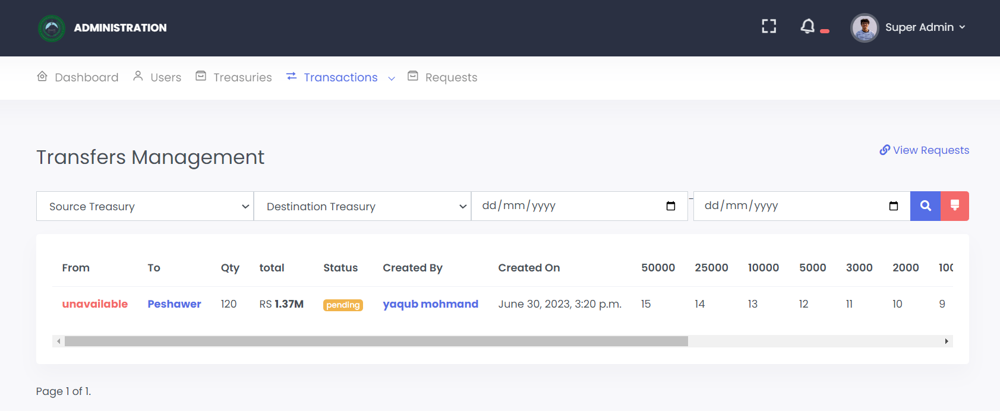 ADMINISTRATION
Super Admin
Dashboard Users Treasuries Transactions Requests
Transfers Management
View Requests
Source Treasury Destination Treasury dd/mm/yyyy - dd/mm/yyyy
From To Qty total Status Created By Created On 50000 25000 10000 5000 3000 2000 100
unavailable Peshawer 120 RS 1.37M pending yaqub mohmand June 30, 2023, 3:20 p.m. 15 14 13 12 11 10 9
Page 1 of 1.